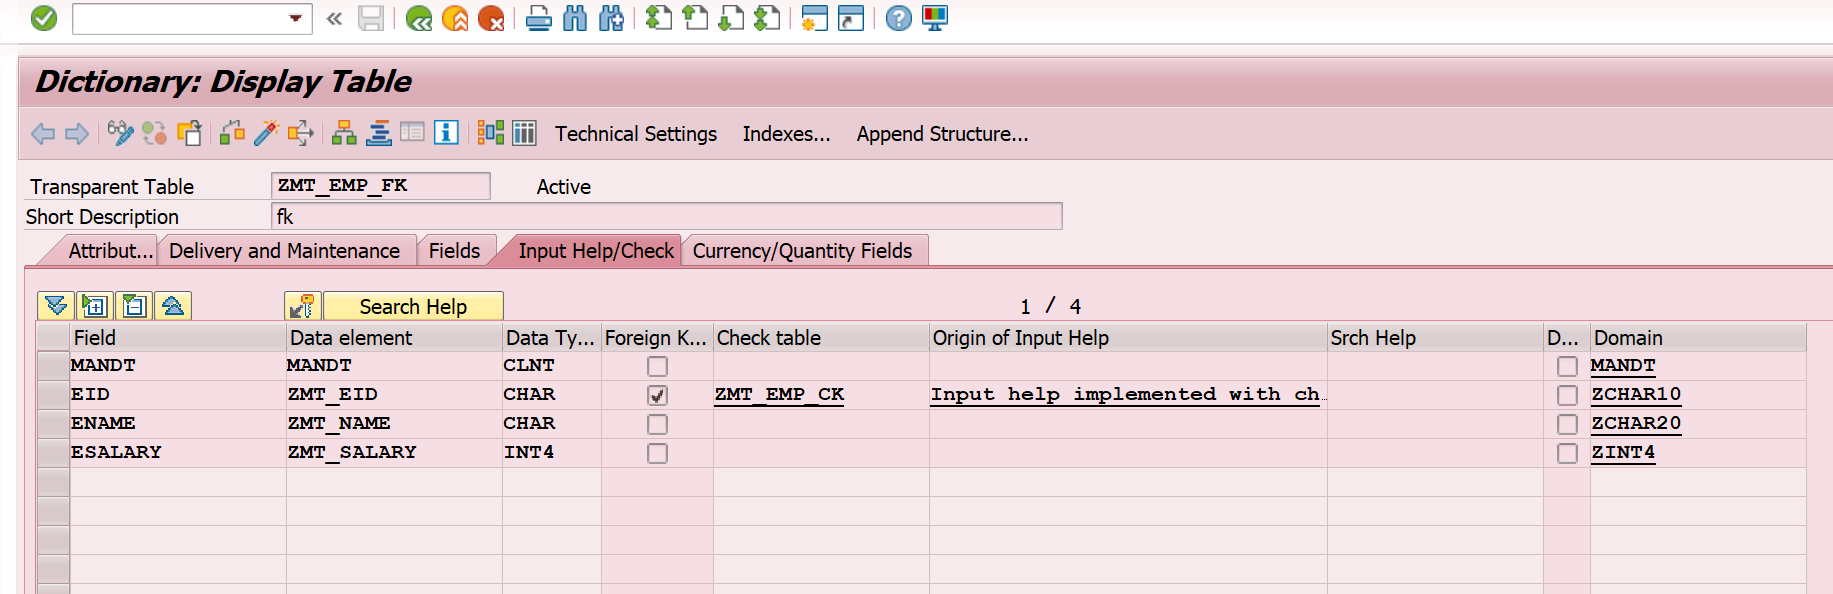 Dictionary: Display Table
Technical Settings Indexes... Append Structure...
Transparent Table ZMT_EMP_FK Active
Short Description fk
Attribut... Delivery and Maintenance Fields Input Help/Check Currency/Quantity Fields
Search Help 1 / 4
Field Data element Data Ty... Foreign K... Check table Origin of Input Help Srch Help D... Domain
MANDT MANDT CLNT MANDT
EID ZMT_EID CHAR ZMT_EMP_CK Input help implemented with ch... ZCHAR10
ENAME ZMT_NAME CHAR ZCHAR20
ESALARY ZMT_SALARY INT4 ZINT4